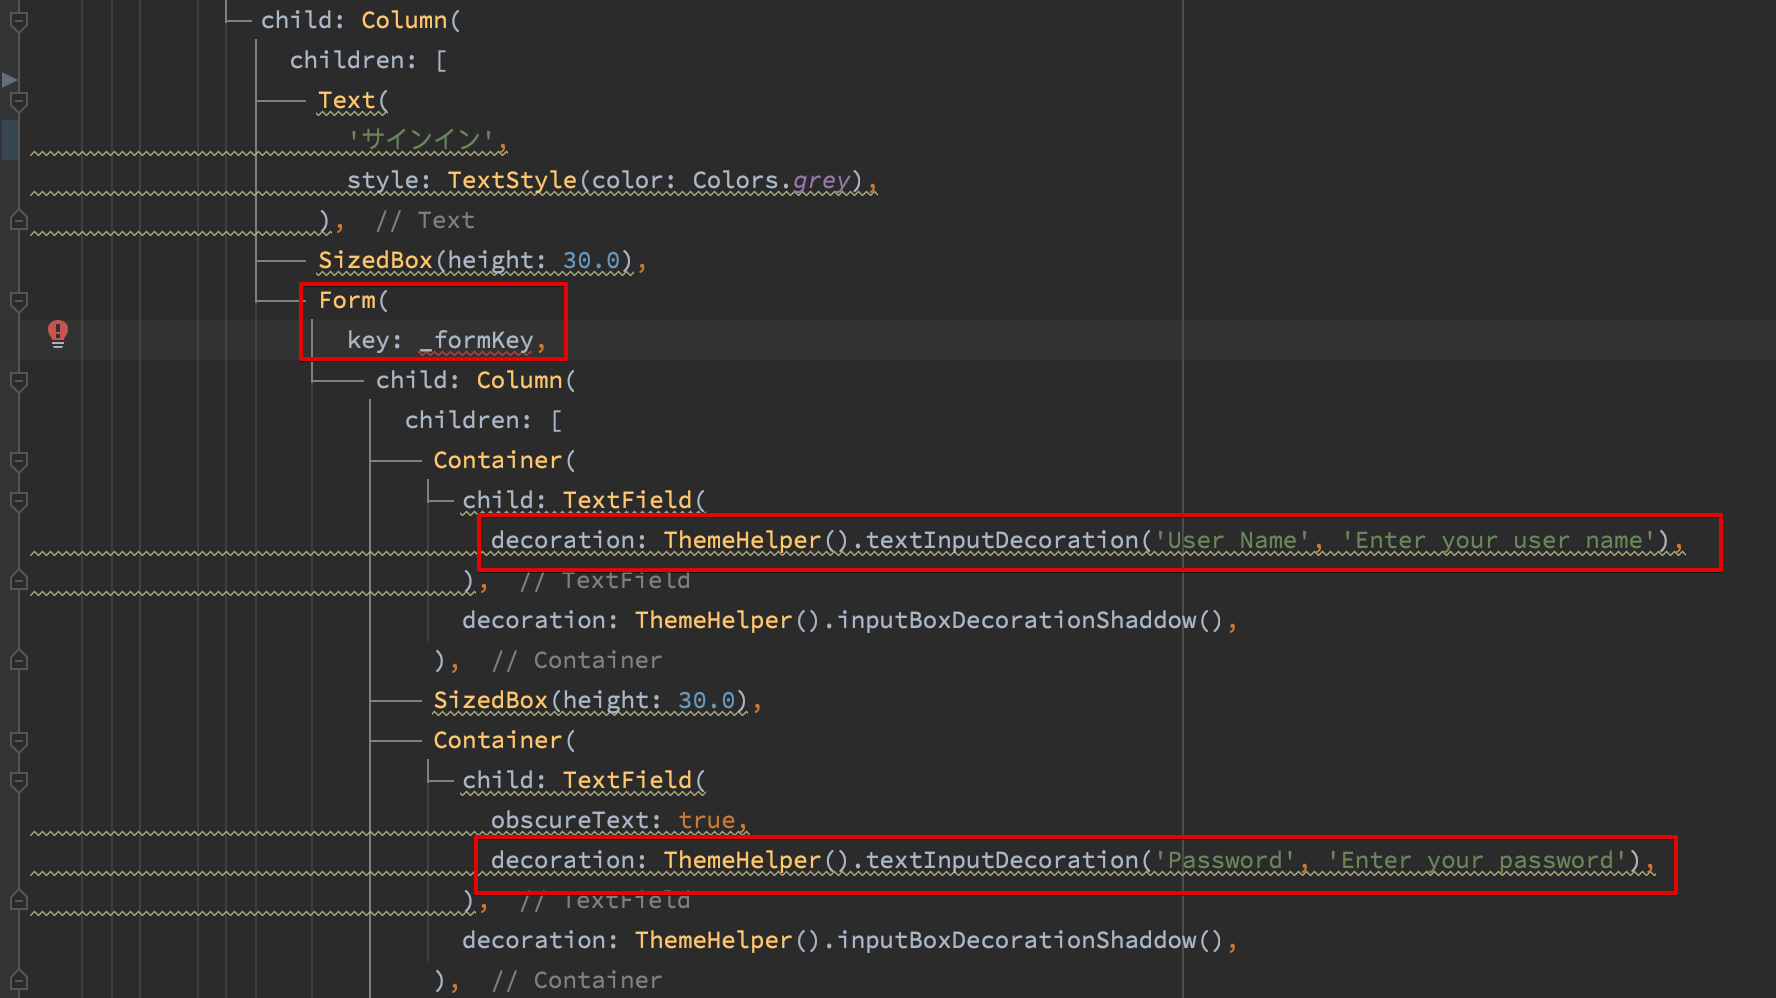 child: Column(
children: [
Text(
'サインイン',
style: TextStyle(color: Colors.grey),
), // Text
SizedBox(height: 30.0),
Form(
key: _formKey,
child: Column(
children: [
Container(
child: TextField(
decoration: ThemeHelper().textInputDecoration('User Name', 'Enter your user name'),
), // TextField
decoration: ThemeHelper().inputBoxDecorationShaddow(),
), // Container
SizedBox(height: 30.0),
Container(
child: TextField(
obscureText: true,
decoration: ThemeHelper().textInputDecoration('Password', 'Enter your password'),
), // TextField
decoration: ThemeHelper().inputBoxDecorationShaddow(),
), // Container